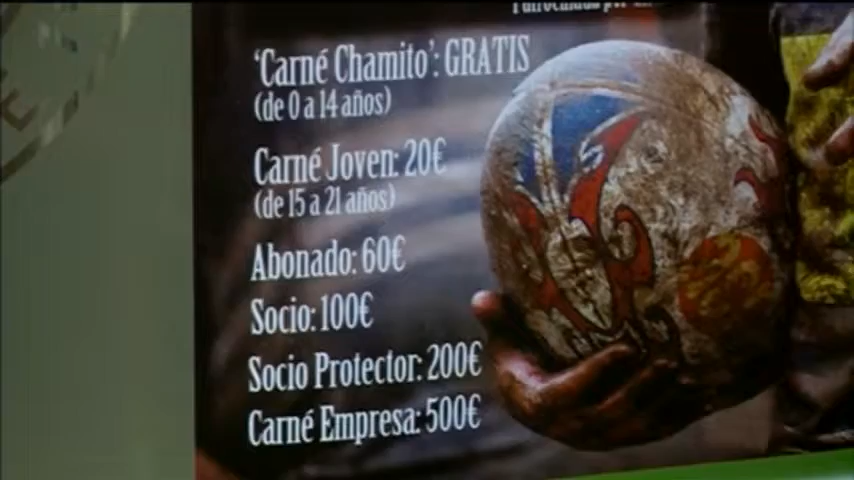 'Carné Chamito': GRATIS
(de 0 a 14 años)
Carné Joven: 20€
(de 15 a 21 años)
Abonado: 60€
Socio: 100€
Socio Protector: 200€
Carné Empresa: 500€